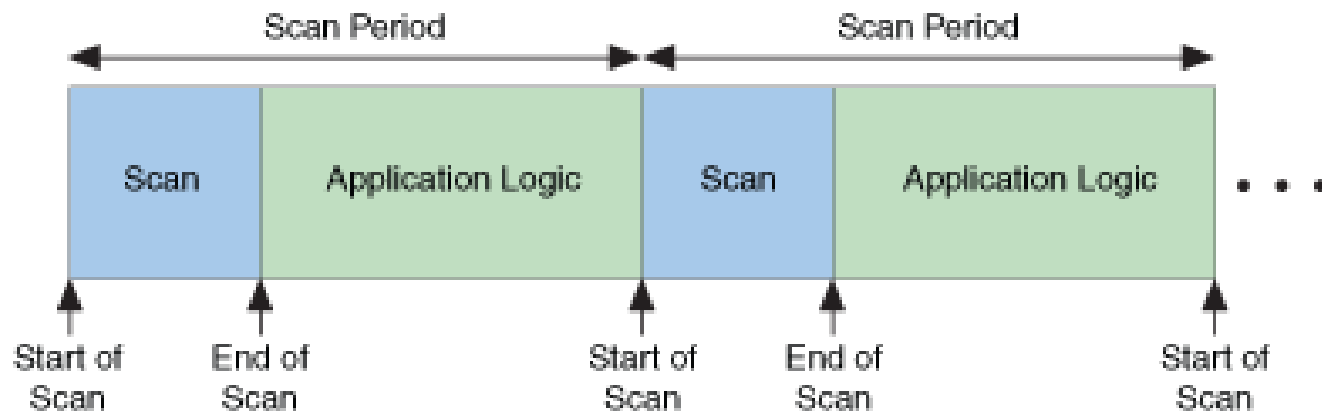 Scan Period
Scan Period
Scan
Application Logic
Scan
Application Logic
Start of
Scan
End of
Scan
Start of
Scan
End of
Scan
Start of
Scan